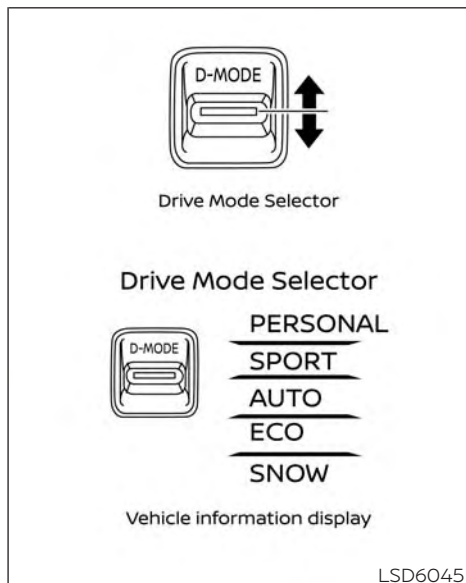 D-MODE
Drive Mode Selector
Drive Mode Selector
D-MODE
PERSONAL
SPORT
AUTO
ECO
SNOW
Vehicle information display
LSD6045